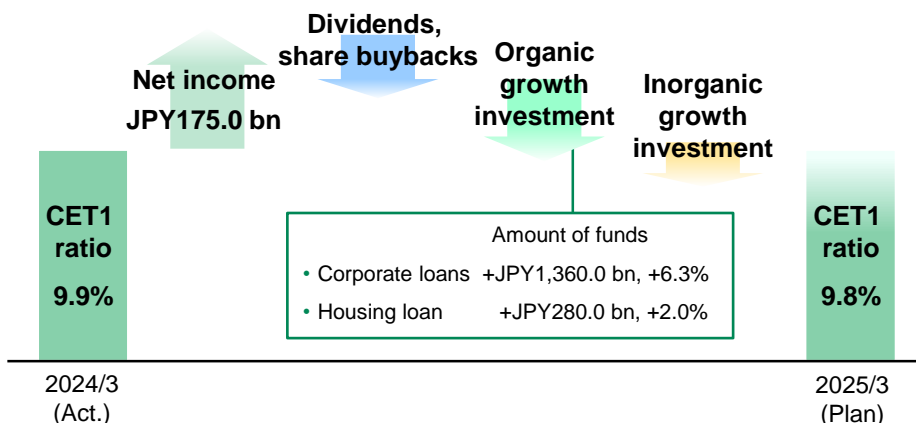 Net income
JPY175.0 bn
Dividends,
share buybacks
Organic
growth
investment
Inorganic
growth
investment
CET1
ratio
9.9%
Amount of funds
• Corporate loans +JPY1,360.0 bn, +6.3%
• Housing loan +JPY280.0 bn, +2.0%
CET1
ratio
9.8%
2024/3
(Act.)
2025/3
(Plan)